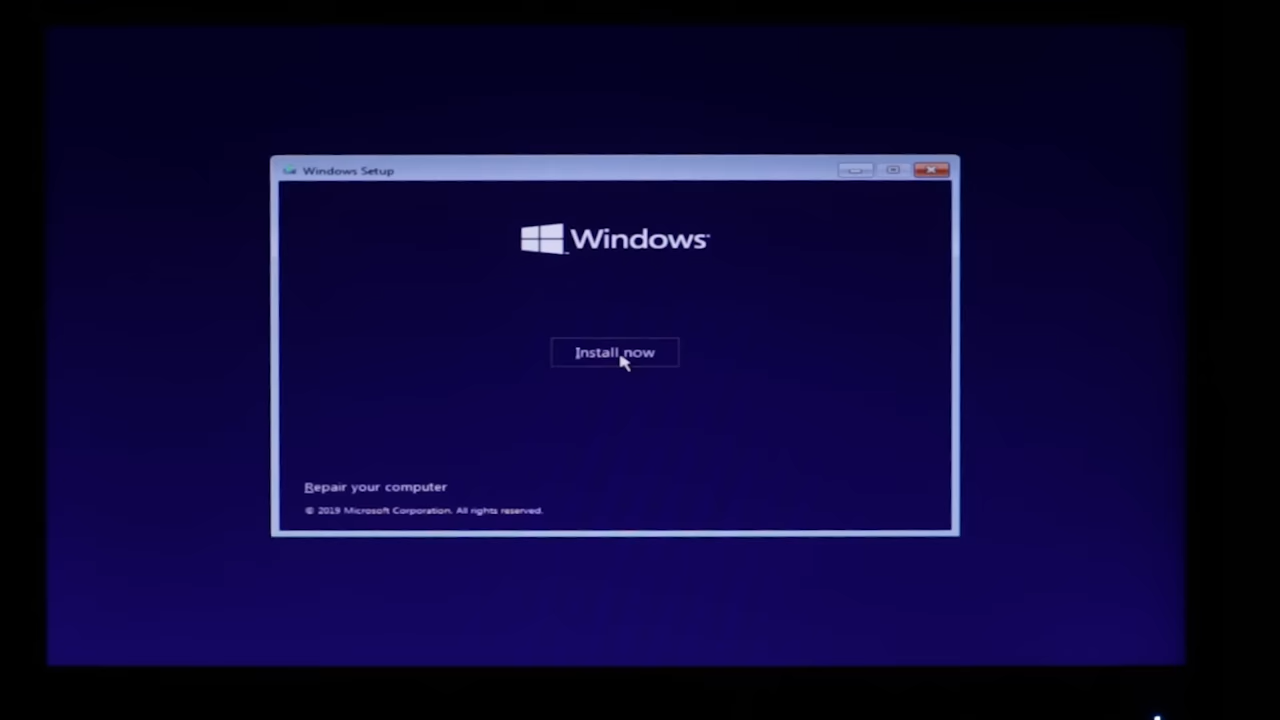 Windows Setup
Windows
Install now
Repair your computer
© 2019 Microsoft Corporation. All rights reserved.